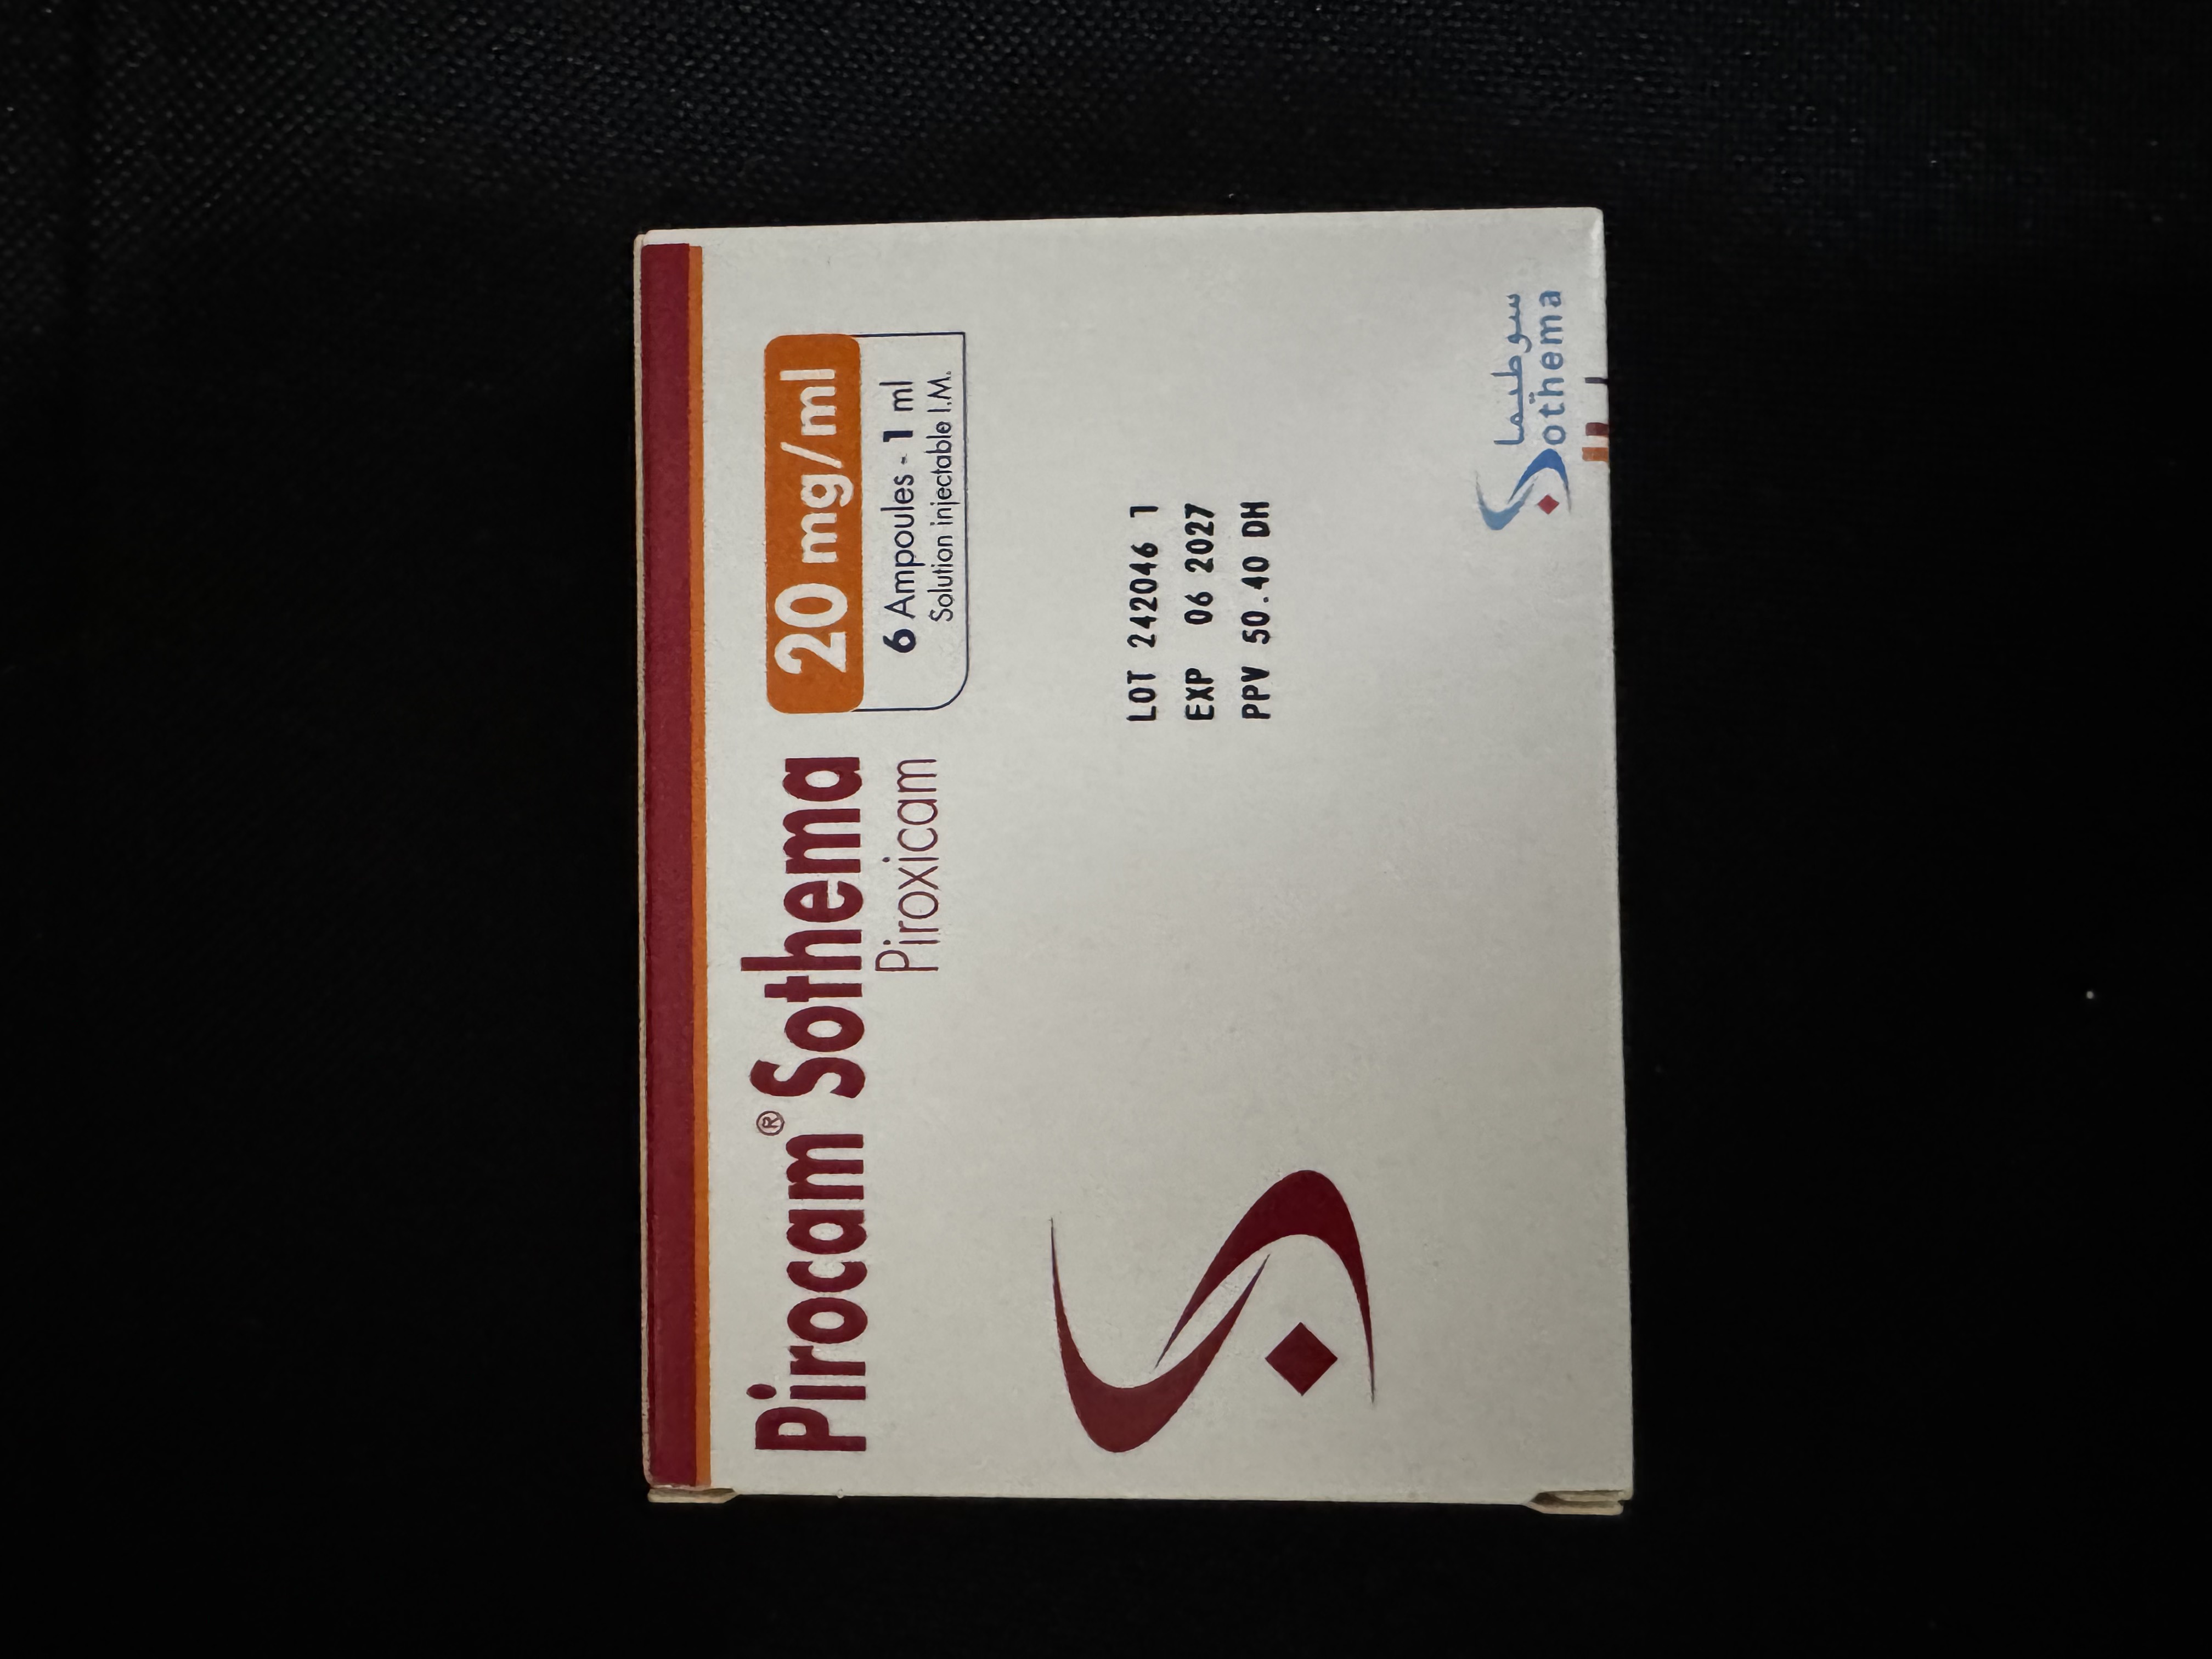 Pirocam® Sothema
Piroxicam
20 mg/ml
6 Ampoules - 1 ml
Solution injectable I.M.
LOT 242046 1
EXP 06 2027
PPV 50.40 DH
سوطيما
Sothema